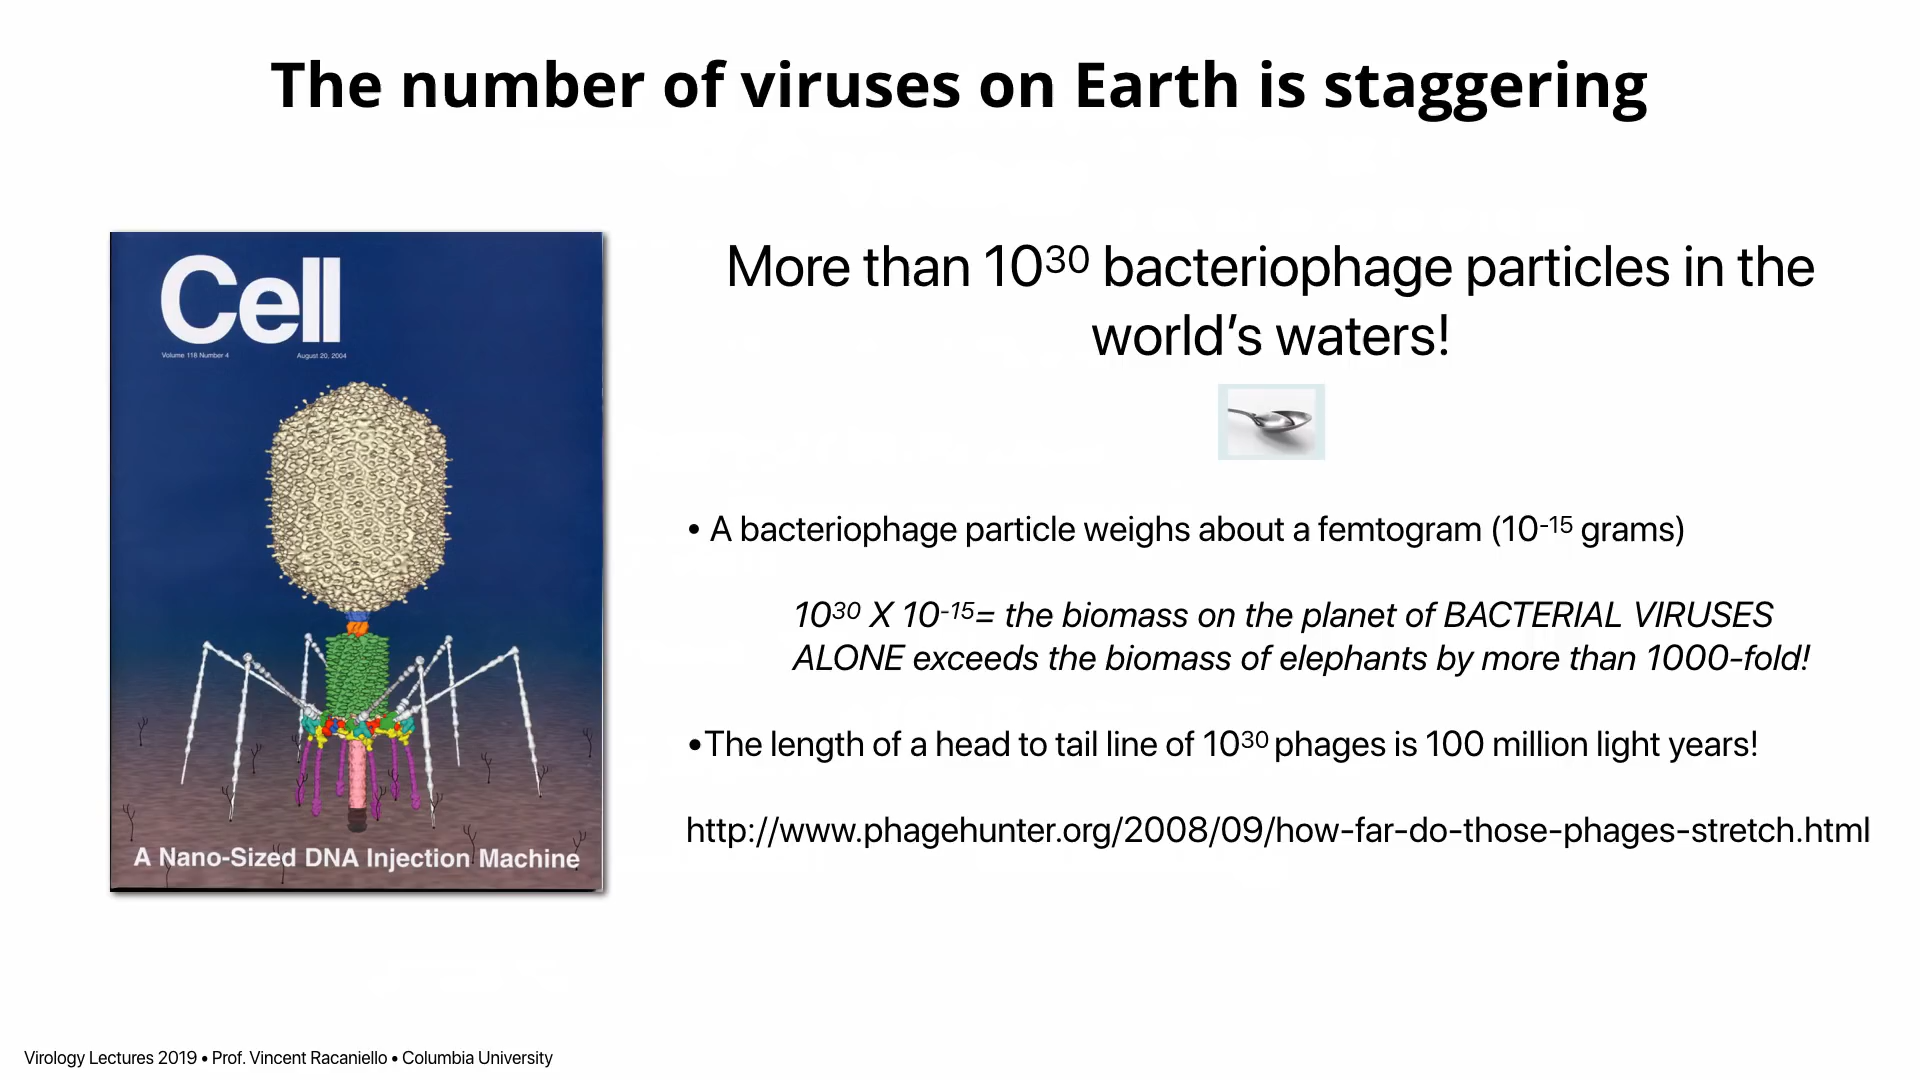 The number of viruses on Earth is staggering
Cell
Volume 118 Number 4
August 20, 2004
A Nano-Sized DNA Injection Machine
More than 10³⁰ bacteriophage particles in the
world’s waters!
• A bacteriophage particle weighs about a femtogram (10⁻¹⁵ grams)
10³⁰ X 10⁻¹⁵= the biomass on the planet of BACTERIAL VIRUSES
ALONE exceeds the biomass of elephants by more than 1000-fold!
•The length of a head to tail line of 10³⁰ phages is 100 million light years!
http://www.phagehunter.org/2008/09/how-far-do-those-phages-stretch.html
Virology Lectures 2019 • Prof. Vincent Racaniello • Columbia University